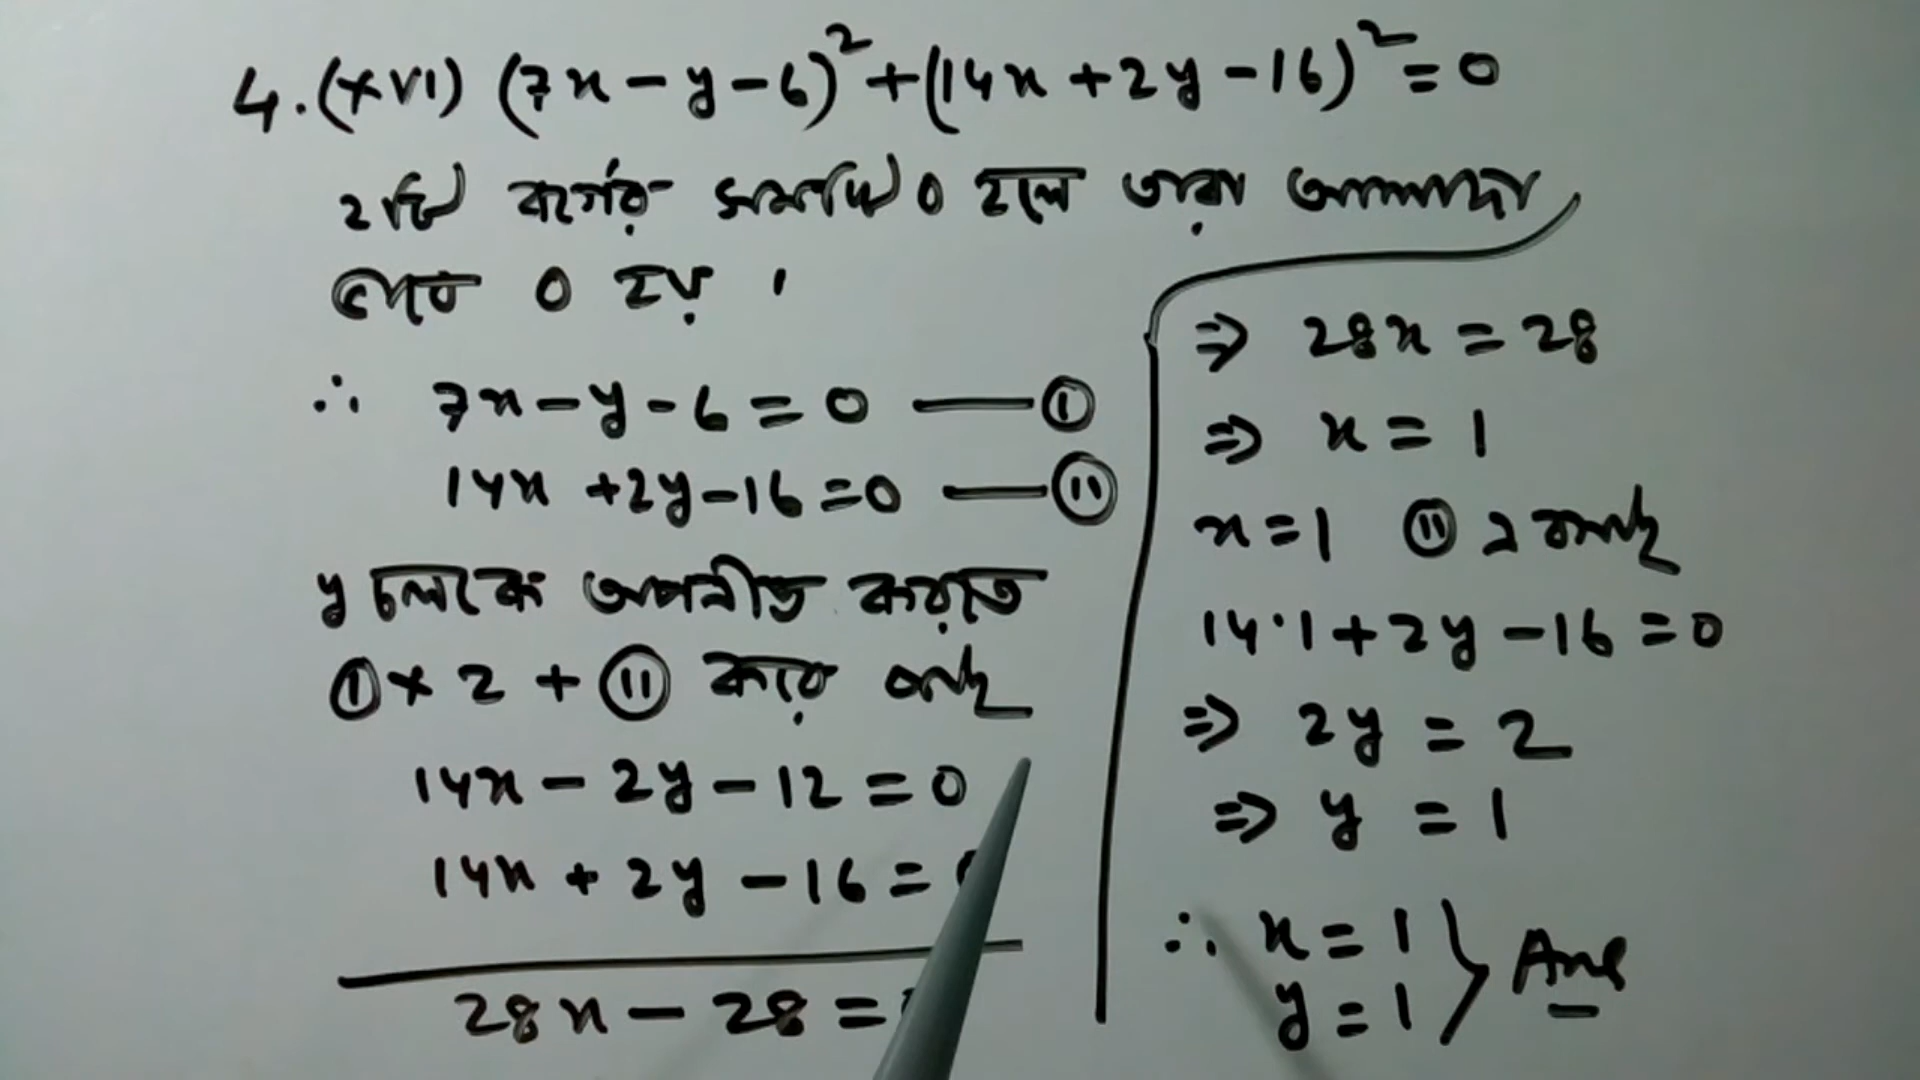 4. (XVI) (7x - y - 6)² + (14x + 2y - 16)² = 0
২টি বর্গের সমষ্টি 0 হলে তারা আলাদা
ভাবে 0 হয় ।
∴ 7x - y - 6 = 0 —— ⓘ
14x + 2y - 16 = 0 —— ⓘⓘ
y চলকে অপনীত করতে
ⓘ × 2 + ⓘⓘ করে পাই
14x - 2y - 12 = 0
14x + 2y - 16 =
28x - 28 =
⇒ 28x = 28
⇒ x = 1
x = 1 ⓘⓘ এ বসাই
14·1 + 2y - 16 = 0
⇒ 2y = 2
⇒ y = 1
∴ x = 1
y = 1 } Ans